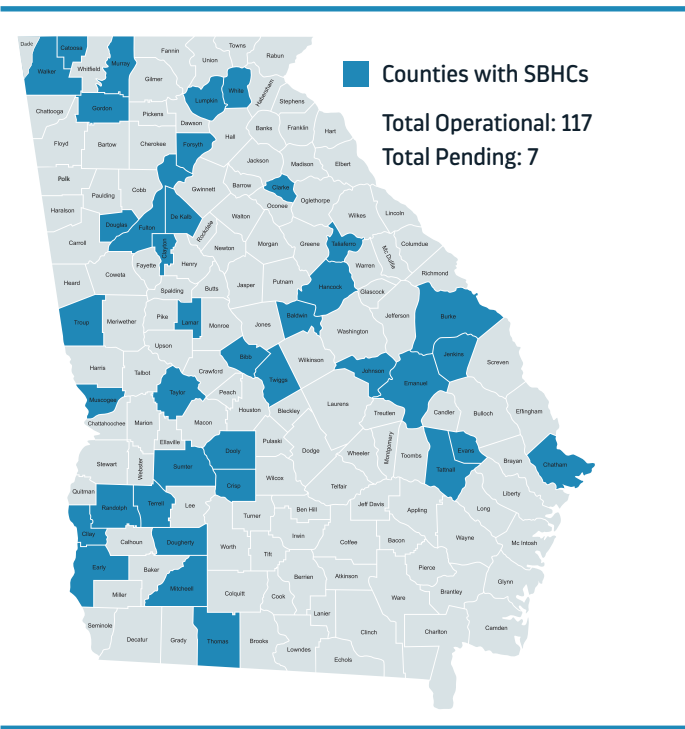 Counties with SBHCs
Total Operational: 117
Total Pending: 7
Dade
Catoosa
Fannin
Towns
Rabun
Union
Walker
Whitfield
Murray
Gilmer
White
Habersham
Lumpkin
Stephens
Chattooga
Gordon
Pickens
Dawson
Banks
Franklin
Hart
Floyd
Bartow
Cherokee
Forsyth
Hall
Jackson
Madison
Elbert
Polk
Paulding
Cobb
Gwinnett
Barrow
Clarke
Oglethorpe
Oconee
Haralson
Douglas
Fulton
De Kalb
Rockdale
Walton
Wilkes
Lincoln
Carroll
Clayton
Newton
Morgan
Greene
Taleferro
Mc Duffie
Columdue
Fayette
Henry
Warren
Richmond
Heard
Coweta
Spalding
Butts
Jasper
Putnam
Hancock
Glascock
Troup
Meriwether
Pike
Lamar
Monroe
Jones
Baldwin
Washington
Jefferson
Burke
Upson
Bibb
Wilkinson
Johnson
Jenkins
Screven
Harris
Talbot
Crawford
Twiggs
Emanuel
Muscogee
Taylor
Peach
Houston
Bleckley
Laurens
Treutlen
Candler
Bulloch
Effingham
Chattahoochee
Marion
Macon
Ellaville
Dooly
Pulaski
Dodge
Wheeler
Montgomery
Toombs
Evans
Tattnall
Brayan
Chatham
Stewart
Webster
Sumter
Crisp
Wilcox
Telfair
Quitman
Randolph
Terrell
Lee
Turner
Ben Hill
Jeff Davis
Appling
Long
Liberty
Clay
Calhoun
Dougherty
Worth
Tift
Irwin
Coffee
Bacon
Wayne
Mc Intosh
Early
Baker
Mitchsell
Miller
Colquitt
Cook
Berrien
Atkinson
Pierce
Ware
Brantley
Glynn
Lanier
Seminole
Decatur
Grady
Thomas
Brooks
Lowndes
Echols
Clinch
Charlton
Camden